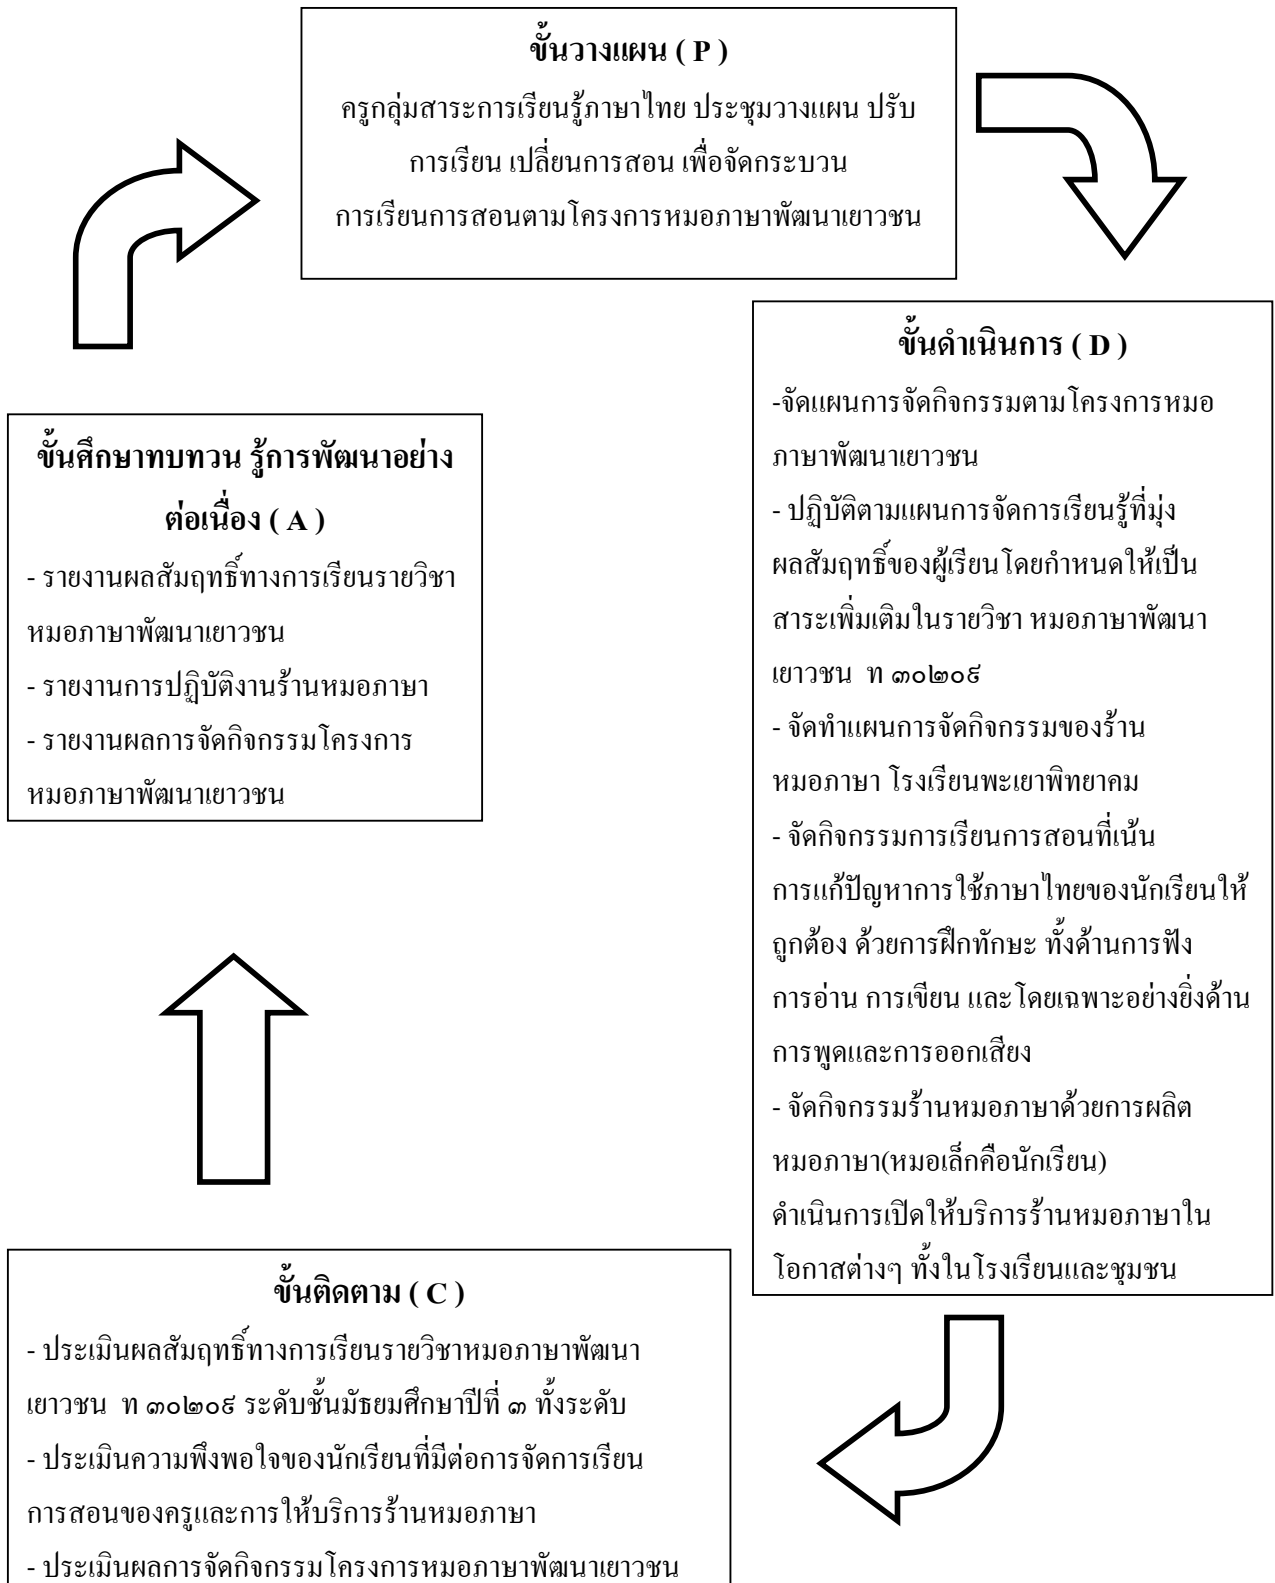 ขั้นวางแผน ( P )
ครูกลุ่มสาระการเรียนรู้ภาษาไทย ประชุมวางแผน ปรับ
การเรียน เปลี่ยนการสอน เพื่อจัดกระบวน
การเรียนการสอนตามโครงการหมอภาษาพัฒนาเยาวชน
ขั้นดำเนินการ ( D )
-จัดแผนการจัดกิจกรรมตามโครงการหมอ
ภาษาพัฒนาเยาวชน
- ปฏิบัติตามแผนการจัดการเรียนรู้ที่มุ่ง
ผลสัมฤทธิ์ของผู้เรียนโดยกำหนดให้เป็น
สาระเพิ่มเติมในรายวิชา หมอภาษาพัฒนา
เยาวชน ท ๓๐๒๐๙
- จัดทำแผนการจัดกิจกรรมของร้าน
หมอภาษา โรงเรียนพะเยาพิทยาคม
- จัดกิจกรรมการเรียนการสอนที่เน้น
การแก้ปัญหาการใช้ภาษาไทยของนักเรียนให้
ถูกต้อง ด้วยการฝึกทักษะ ทั้งด้านการฟัง
การอ่าน การเขียน และโดยเฉพาะอย่างยิ่งด้าน
การพูดและการออกเสียง
- จัดกิจกรรมร้านหมอภาษาด้วยการผลิต
หมอภาษา(หมอเล็กคือนักเรียน)
ดำเนินการเปิดให้บริการร้านหมอภาษาใน
โอกาสต่างๆ ทั้งในโรงเรียนและชุมชน
ขั้นศึกษาทบทวน รู้การพัฒนาอย่าง
ต่อเนื่อง ( A )
- รายงานผลสัมฤทธิ์ทางการเรียนรายวิชา
หมอภาษาพัฒนาเยาวชน
- รายงานการปฏิบัติงานร้านหมอภาษา
- รายงานผลการจัดกิจกรรมโครงการ
หมอภาษาพัฒนาเยาวชน
ขั้นติดตาม ( C )
- ประเมินผลสัมฤทธิ์ทางการเรียนรายวิชาหมอภาษาพัฒนา
เยาวชน ท ๓๐๒๐๙ ระดับชั้นมัธยมศึกษาปีที่ ๓ ทั้งระดับ
- ประเมินความพึงพอใจของนักเรียนที่มีต่อการจัดการเรียน
การสอนของครูและการให้บริการร้านหมอภาษา
- ประเมินผลการจัดกิจกรรมโครงการหมอภาษาพัฒนาเยาวชน